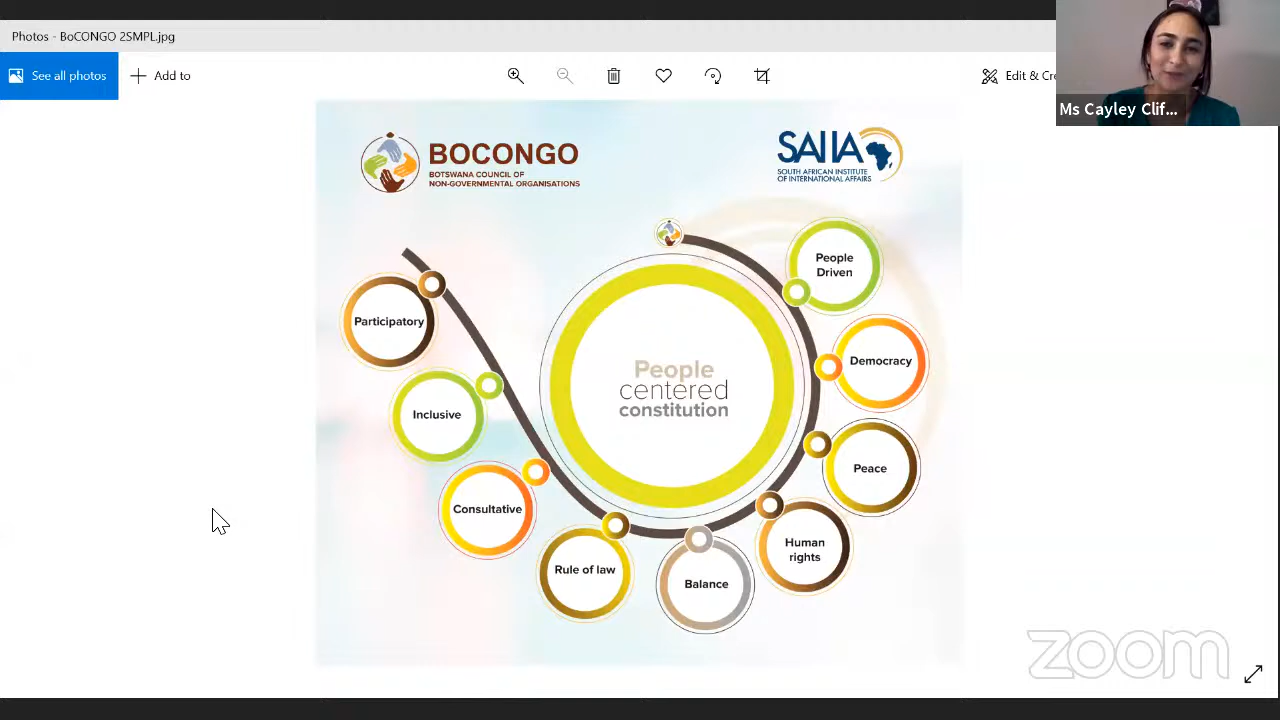 Photos - BoCONGO 2SMPL.jpg
See all photos
Add to
Edit & Cre
Ms Cayley Clif...
BOCONGO
BOTSWANA COUNCIL OF
NON-GOVERNMENTAL ORGANISATIONS
SAIIA
SOUTH AFRICAN INSTITUTE
OF INTERNATIONAL AFFAIRS
People
Driven
Participatory
Democracy
People
centered
constitution
Inclusive
Peace
Consultative
Human
rights
Rule of law
Balance
zoom